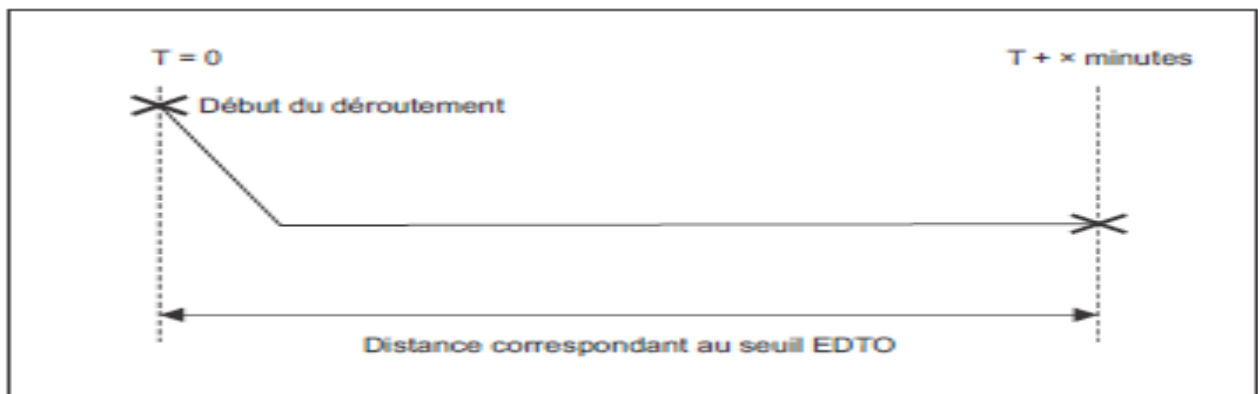 T = 0
T + × minutes
Début du déroutement
Distance correspondant au seuil EDTO